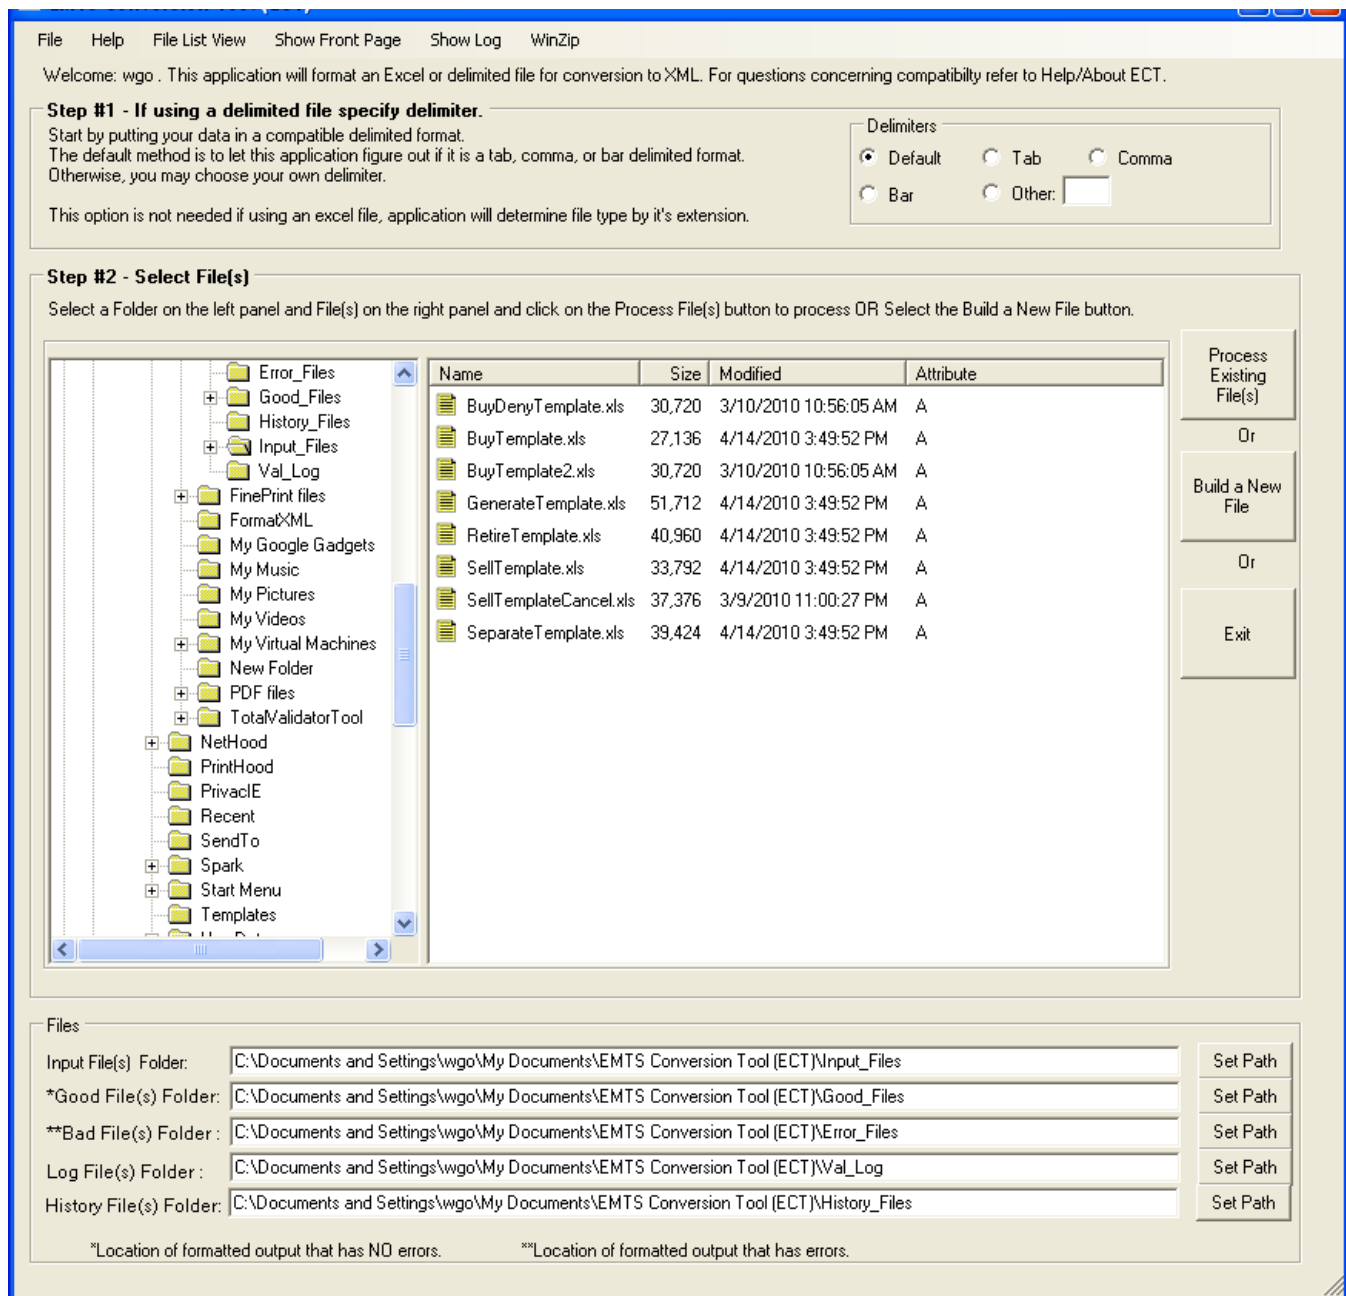 File Help File List View Show Front Page Show Log WinZip
Welcome: wgo . This application will format an Excel or delimited file for conversion to XML. For questions concerning compatibilty refer to Help/About ECT.
Step #1 - If using a delimited file specify delimiter.
Start by putting your data in a compatible delimited format.
The default method is to let this application figure out if it is a tab, comma, or bar delimited format.
Otherwise, you may choose your own delimiter.
This option is not needed if using an excel file, application will determine file type by it's extension.
Delimiters
Default Tab Comma
Bar Other:
Step #2 - Select File(s)
Select a Folder on the left panel and File(s) on the right panel and click on the Process File(s) button to process OR Select the Build a New File button.
Error_Files
Good_Files
History_Files
Input_Files
Val_Log
FinePrint files
FormatXML
My Google Gadgets
My Music
My Pictures
My Videos
My Virtual Machines
New Folder
PDF files
TotalValidatorTool
NetHood
PrintHood
PrivacIE
Recent
SendTo
Spark
Start Menu
Templates
Name Size Modified Attribute
BuyDenyTemplate.xls 30,720 3/10/2010 10:56:05 AM A
BuyTemplate.xls 27,136 4/14/2010 3:49:52 PM A
BuyTemplate2.xls 30,720 3/10/2010 10:56:05 AM A
GenerateTemplate.xls 51,712 4/14/2010 3:49:52 PM A
RetireTemplate.xls 40,960 4/14/2010 3:49:52 PM A
SellTemplate.xls 33,792 4/14/2010 3:49:52 PM A
SellTemplateCancel.xls 37,376 3/9/2010 11:00:27 PM A
SeparateTemplate.xls 39,424 4/14/2010 3:49:52 PM A
Process
Existing
File(s)
Or
Build a New
File
Or
Exit
Files
Input File(s) Folder: C:\Documents and Settings\wgo\My Documents\EMTS Conversion Tool (ECT)\Input_Files Set Path
*Good File(s) Folder: C:\Documents and Settings\wgo\My Documents\EMTS Conversion Tool (ECT)\Good_Files Set Path
**Bad File(s) Folder : C:\Documents and Settings\wgo\My Documents\EMTS Conversion Tool (ECT)\Error_Files Set Path
Log File(s) Folder : C:\Documents and Settings\wgo\My Documents\EMTS Conversion Tool (ECT)\Val_Log Set Path
History File(s) Folder: C:\Documents and Settings\wgo\My Documents\EMTS Conversion Tool (ECT)\History_Files Set Path
*Location of formatted output that has NO errors. **Location of formatted output that has errors.